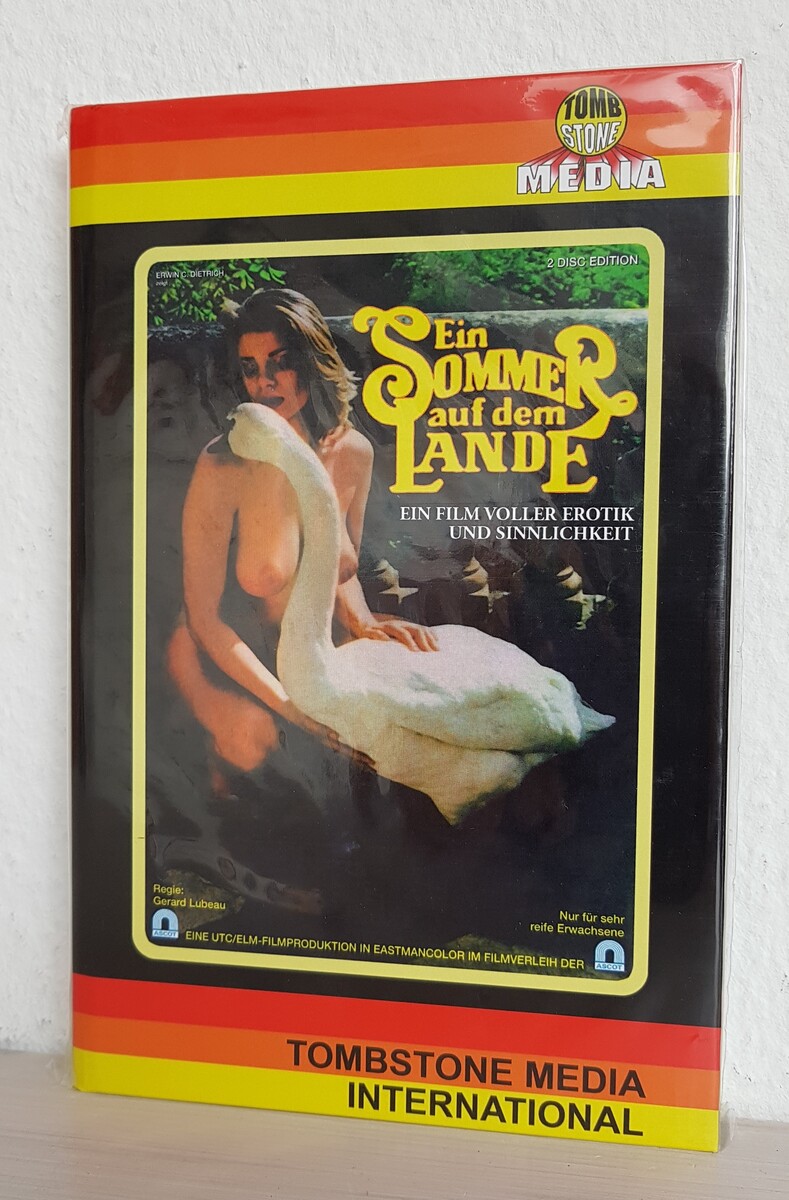 TOMB
STONE
MEDIA
ERWIN C. DIETRICH
zeigt
2 DISC EDITION
Ein
SOMMER
auf dem
LANDE
EIN FILM VOLLER EROTIK
UND SINNLICHKEIT
Regie:
Gerard Lubeau
Nur für sehr
reife Erwachsene
ASCOT
EINE UTC/ELM-FILMPRODUKTION IN EASTMANCOLOR IM FILMVERLEIH DER
ASCOT
TOMBSTONE MEDIA
INTERNATIONAL